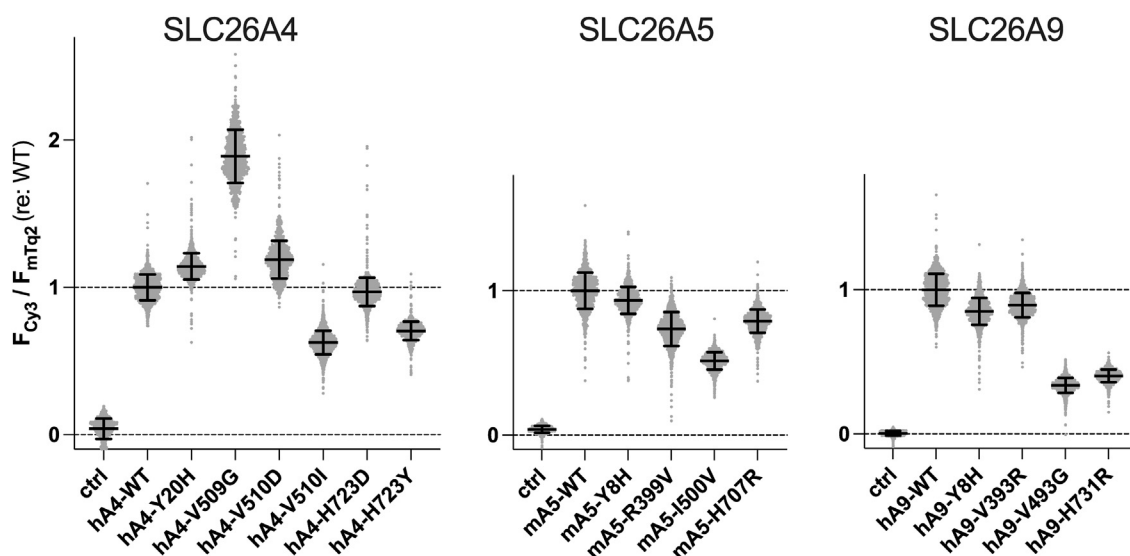 SLC26A4
SLC26A5
SLC26A9
F_Cy3 / F_mTq2 (re: WT)
2
1
0
ctrl
hA4-WT
hA4-Y20H
hA4-V509G
hA4-V510D
hA4-V510I
hA4-H723D
hA4-H723Y
1
0
ctrl
mA5-WT
mA5-Y8H
mA5-R399V
mA5-I500V
mA5-H707R
1
0
ctrl
hA9-WT
hA9-Y8H
hA9-V393R
hA9-V493G
hA9-H731R